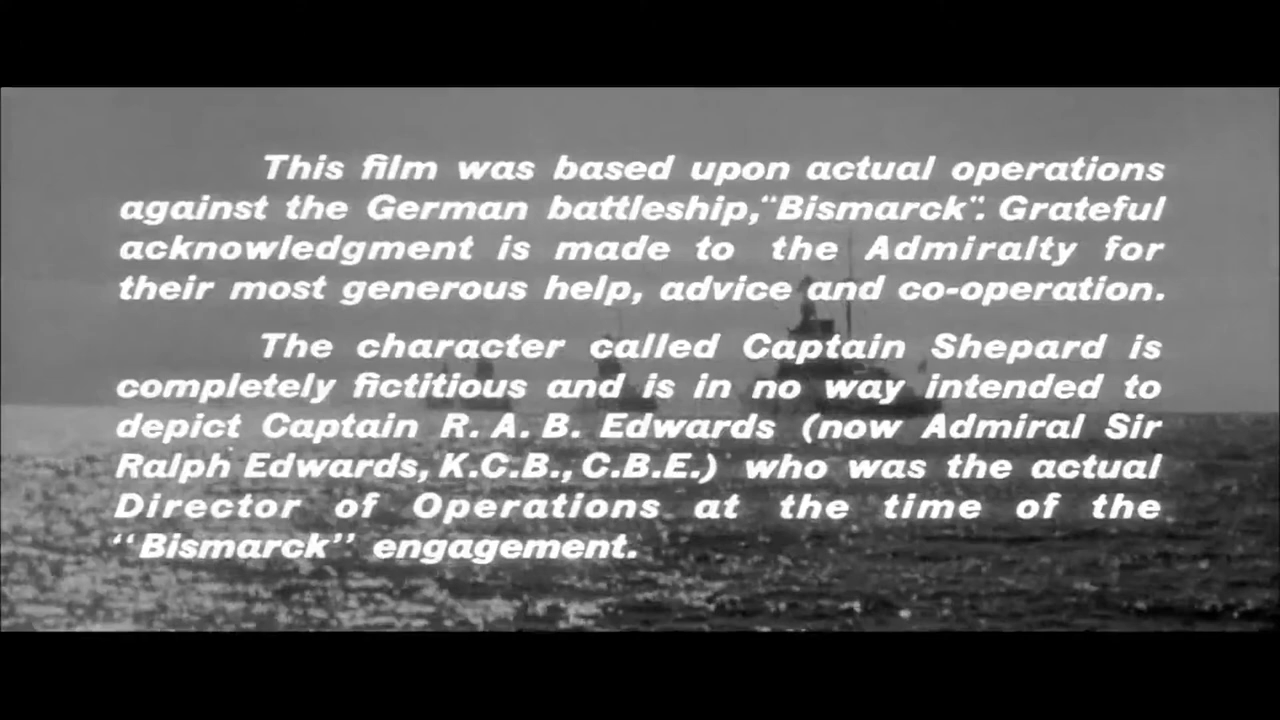 This film was based upon actual operations
against the German battleship, "Bismarck". Grateful
acknowledgment is made to the Admiralty for
their most generous help, advice and co-operation.
The character called Captain Shepard is
completely fictitious and is in no way intended to
depict Captain R. A. B. Edwards (now Admiral Sir
Ralph Edwards, K.C.B., C.B.E.) who was the actual
Director of Operations at the time of the
"Bismarck" engagement.